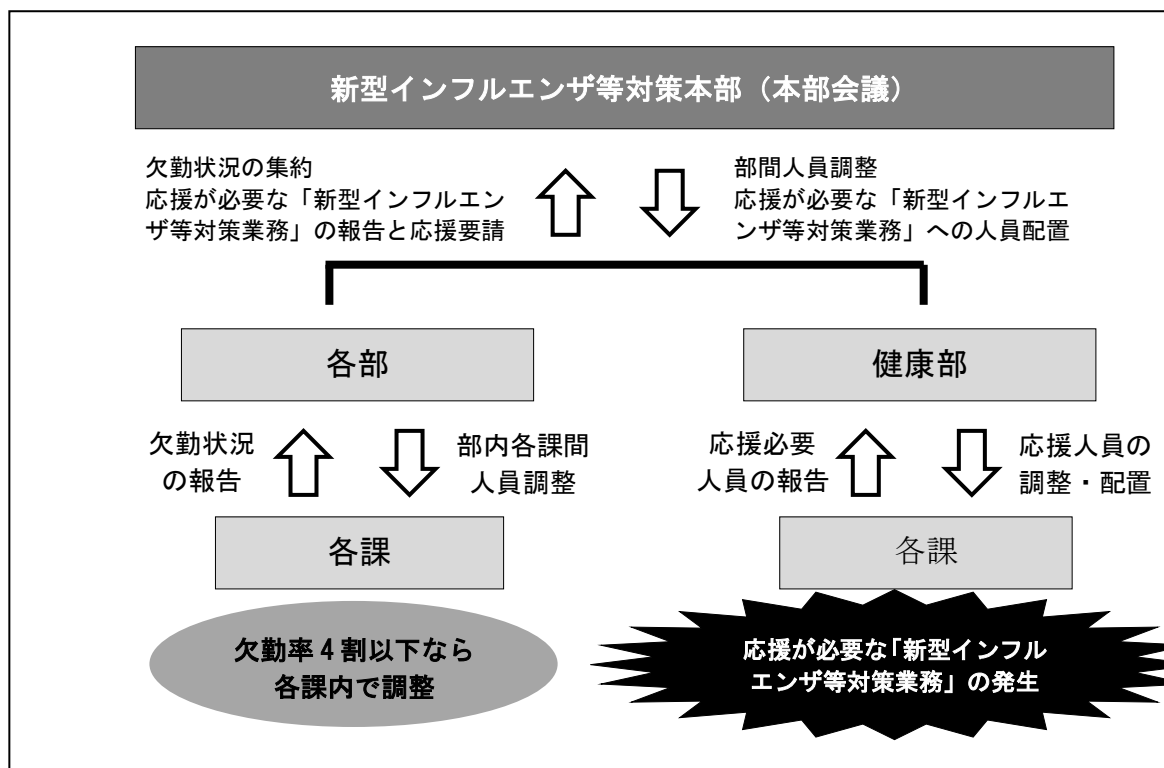 新型インフルエンザ等対策本部（本部会議）
欠勤状況の集約
応援が必要な「新型インフルエン
ザ等対策業務」の報告と応援要請
部間人員調整
応援が必要な「新型インフルエ
ンザ等対策業務」への人員配置
各部
健康部
欠勤状況
の報告
部内各課間
人員調整
応援必要
人員の報告
応援人員の
調整・配置
各課
各課
欠勤率４割以下なら
各課内で調整
応援が必要な「新型インフル
エンザ等対策業務」の発生